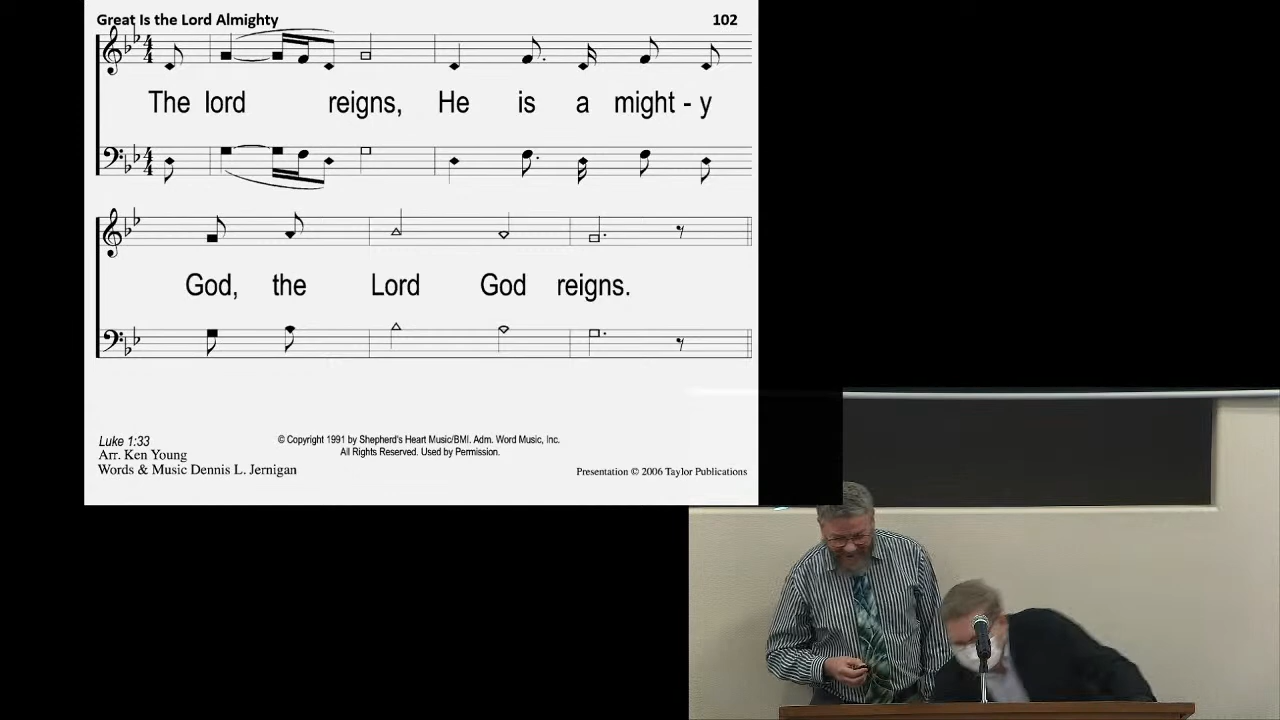 Great Is the Lord Almighty 102
The lord reigns, He is a might - y
God, the Lord God reigns.
Luke 1:33
Arr. Ken Young
Words & Music Dennis L. Jernigan
© Copyright 1991 by Shepherd's Heart Music/BMI. Adm. Word Music, Inc.
All Rights Reserved. Used by Permission.
Presentation © 2006 Taylor Publications